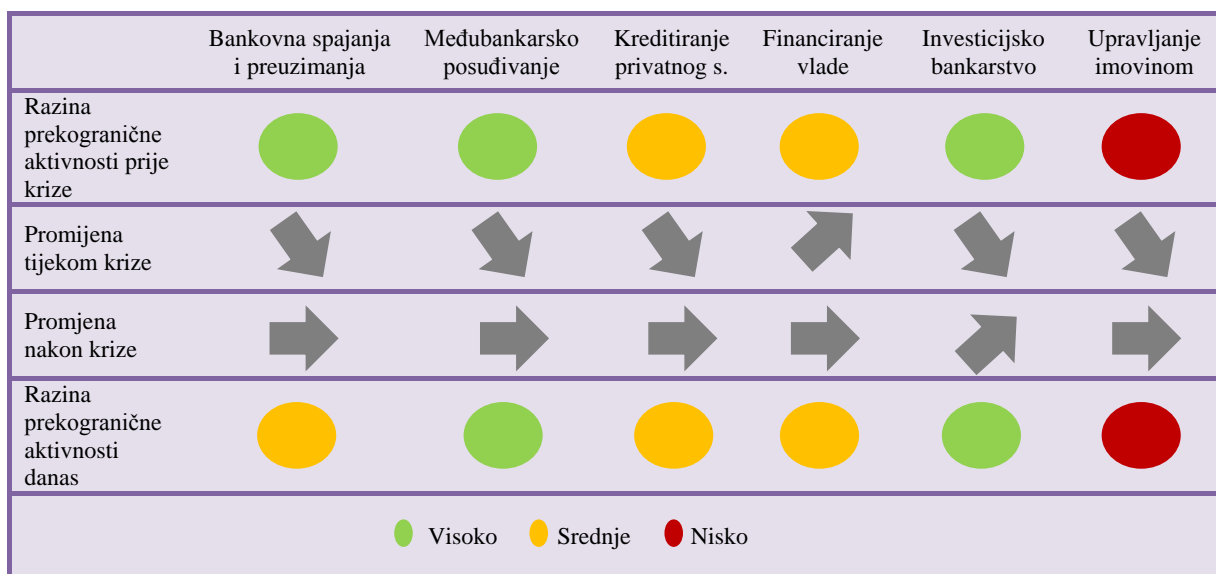 Bankovna spajanja
i preuzimanja
Međubankarsko
posuđivanje
Kreditiranje
privatnog s.
Financiranje
vlade
Investicijsko
bankarstvo
Upravljanje
imovinom
Razina
prekogranične
aktivnosti prije
krize
Promijena
tijekom krize
Promjena
nakon krize
Razina
prekogranične
aktivnosti
danas
Visoko
Srednje
Nisko